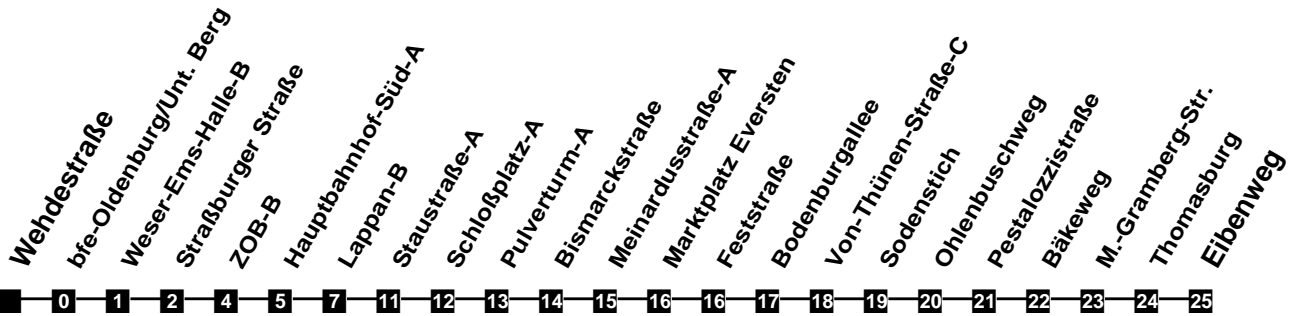 Wehdestraße
bfe-Oldenburg/Unt. Berg
Weser-Ems-Halle-B
Straßburger Straße
ZOB-B
Hauptbahnhof-Süd-A
Lappan-B
Staustraße-A
Schloßplatz-A
Pulverturm-A
Bismarckstraße
Meinardusstraße-A
Marktplatz Eversten
Feststraße
Bodenburgallee
Von-Thünen-Straße-C
Sodenstich
Ohlenbuschweg
Pestalozzistraße
Bäkeweg
M.-Gramberg-Str.
Thomasburg
Eibenweg
0 1 2 4 5 7 11 12 13 14 15 16 16 17 18 19 20 21 22 23 24 25